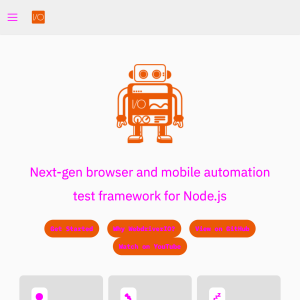 I/O
I/O
Next-gen browser and mobile automation
test framework for Node.js
Get Started
Why WebdriverIO?
View on GitHub
Watch on YouTube